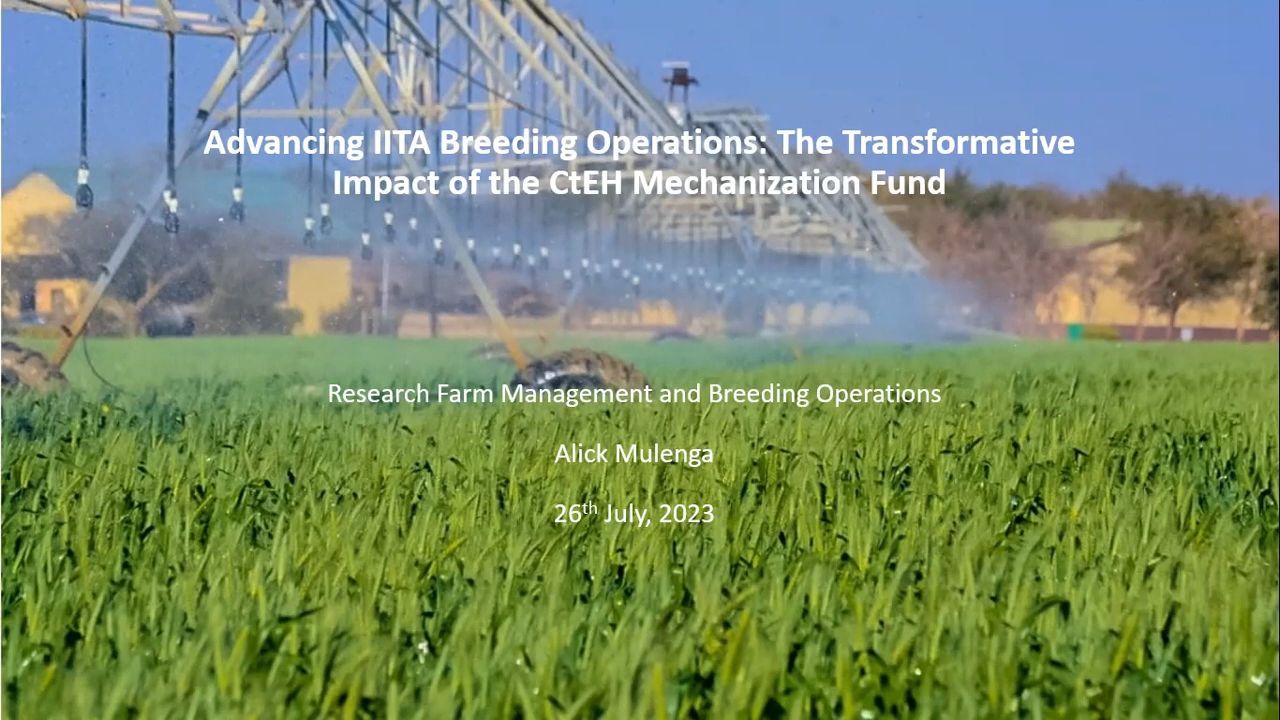 Advancing IITA Breeding Operations: The Transformative
Impact of the CtEH Mechanization Fund
Research Farm Management and Breeding Operations
Alick Mulenga
26th July, 2023